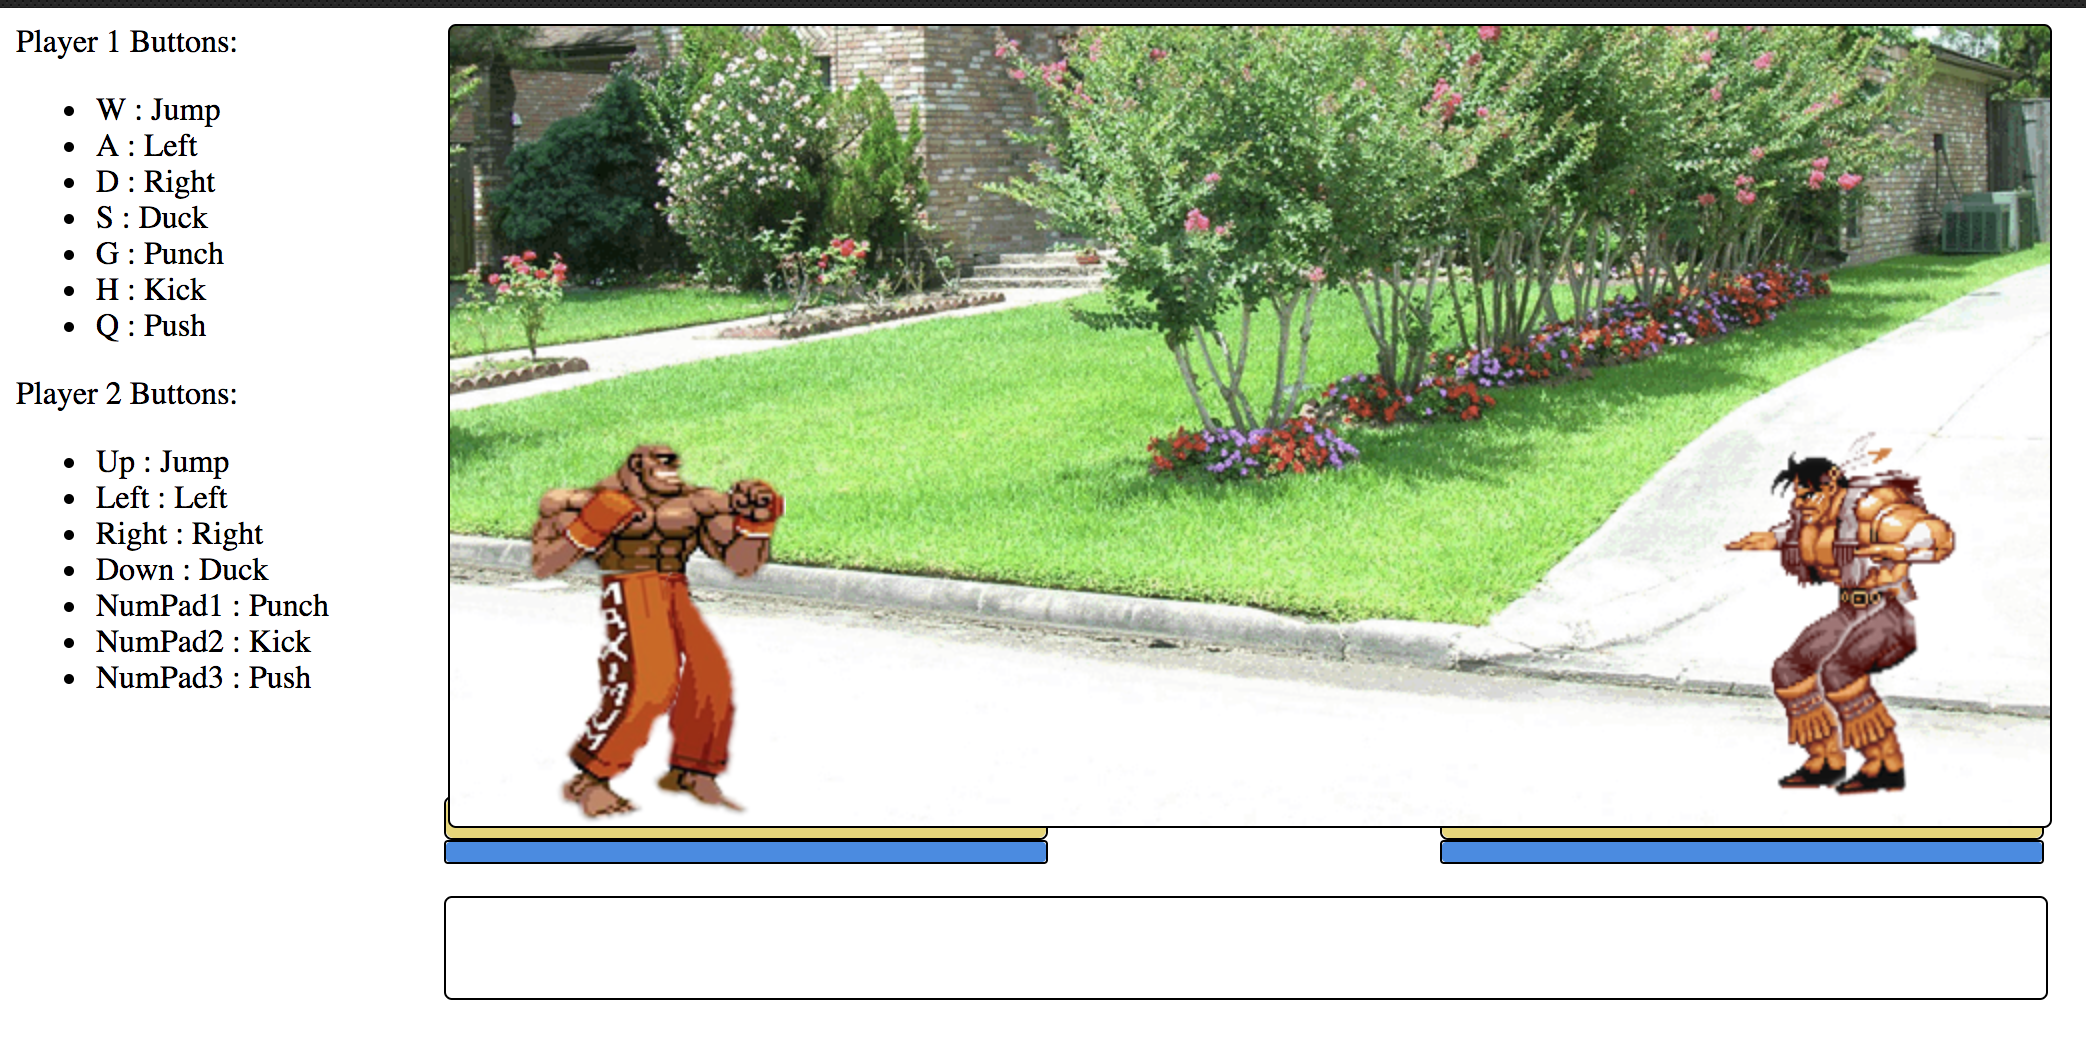 Player 1 Buttons:
W : Jump
A : Left
D : Right
S : Duck
G : Punch
H : Kick
Q : Push
Player 2 Buttons:
Up : Jump
Left : Left
Right : Right
Down : Duck
NumPad1 : Punch
NumPad2 : Kick
NumPad3 : Push
MAXIMUM